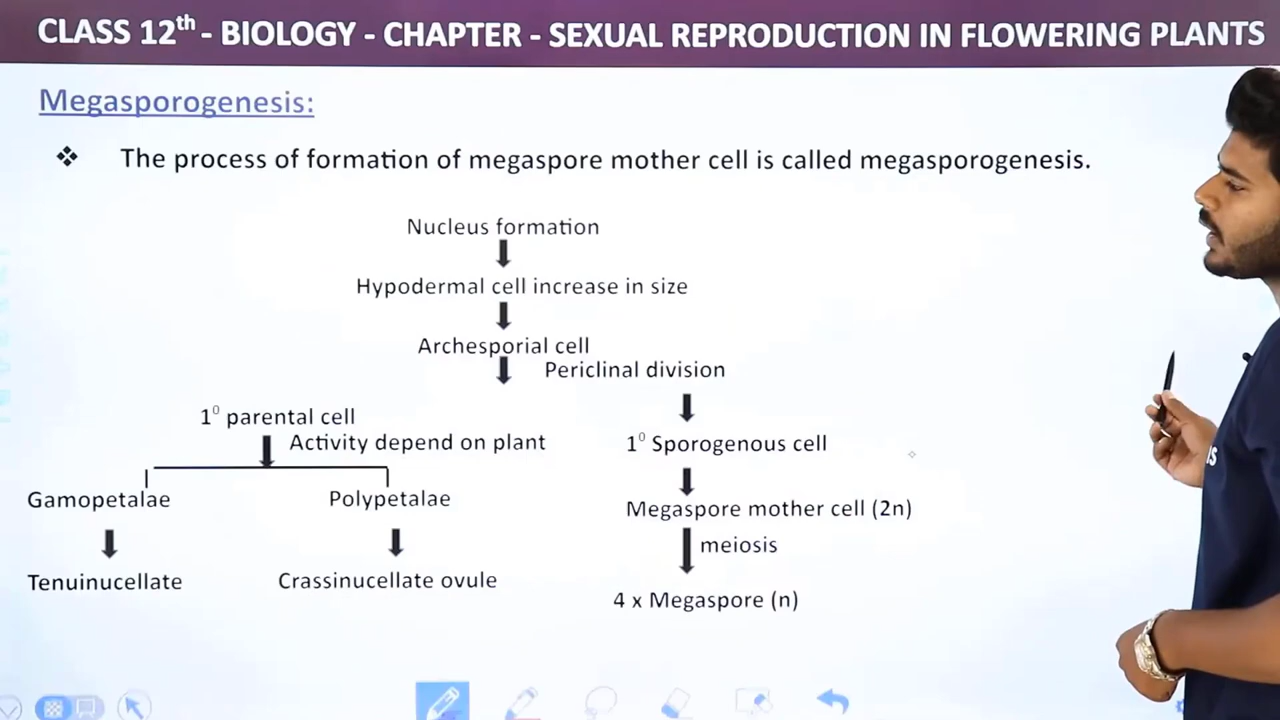 CLASS 12th - BIOLOGY - CHAPTER - SEXUAL REPRODUCTION IN FLOWERING PLANTS
Megasporogenesis:
❖ The process of formation of megaspore mother cell is called megasporogenesis.
Nucleus formation
Hypodermal cell increase in size
Archesporial cell
Periclinal division
1⁰ parental cell
Activity depend on plant
1⁰ Sporogenous cell
Gamopetalae
Polypetalae
Megaspore mother cell (2n)
meiosis
Tenuinucellate
Crassinucellate ovule
4 x Megaspore (n)